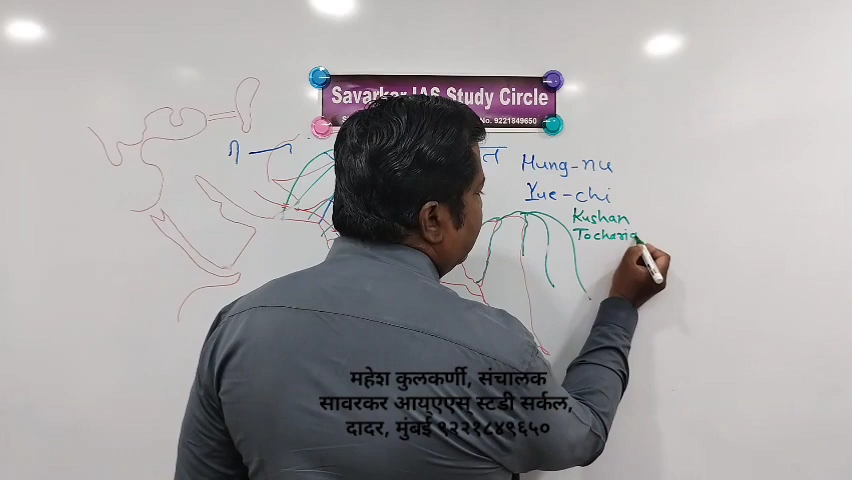 Savarkar IAS Study Circle
No. 9221849650
त
Hung-nu
Yue-chi
Kushan
Tocharia
महेश कुलकर्णी, संचालक
सावरकर आयएएस स्टडी सर्कल,
दादर, मुंबई ९२२१८४९६५०